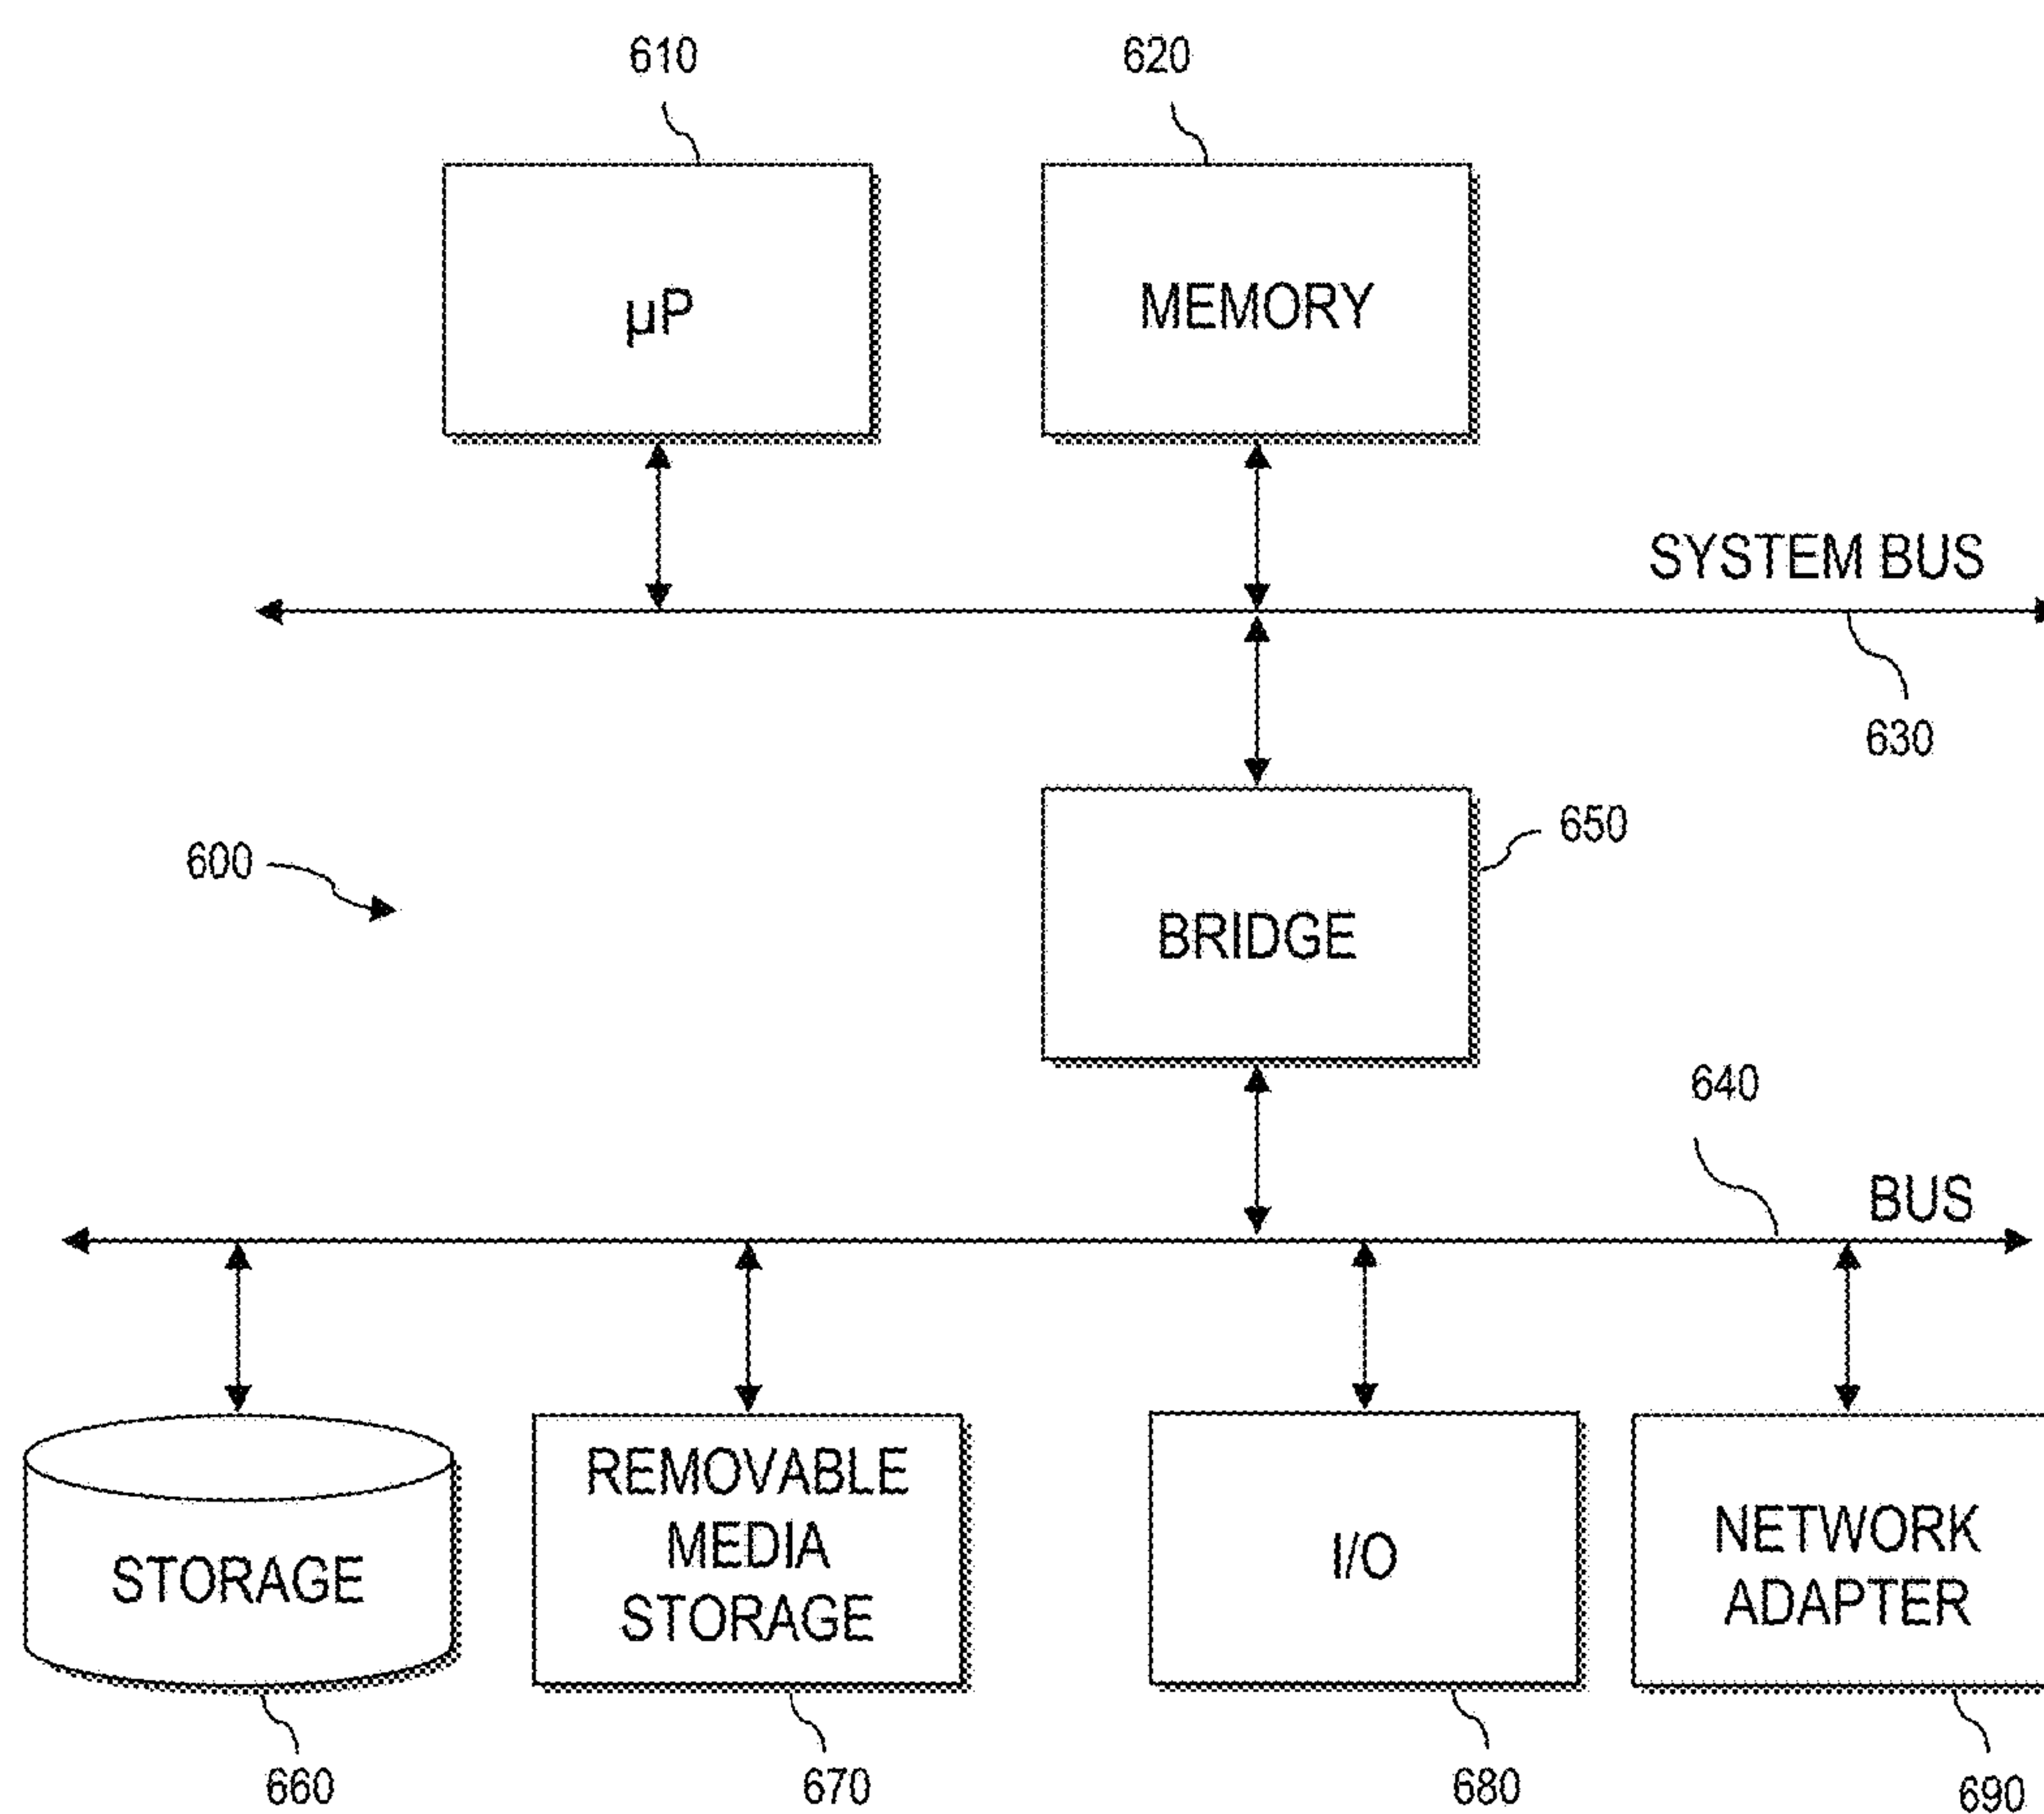 610
620
µP
MEMORY
SYSTEM BUS
630
650
600
BRIDGE
640
BUS
REMOVABLE
MEDIA
STORAGE
STORAGE
I/O
NETWORK
ADAPTER
660
670
680
690